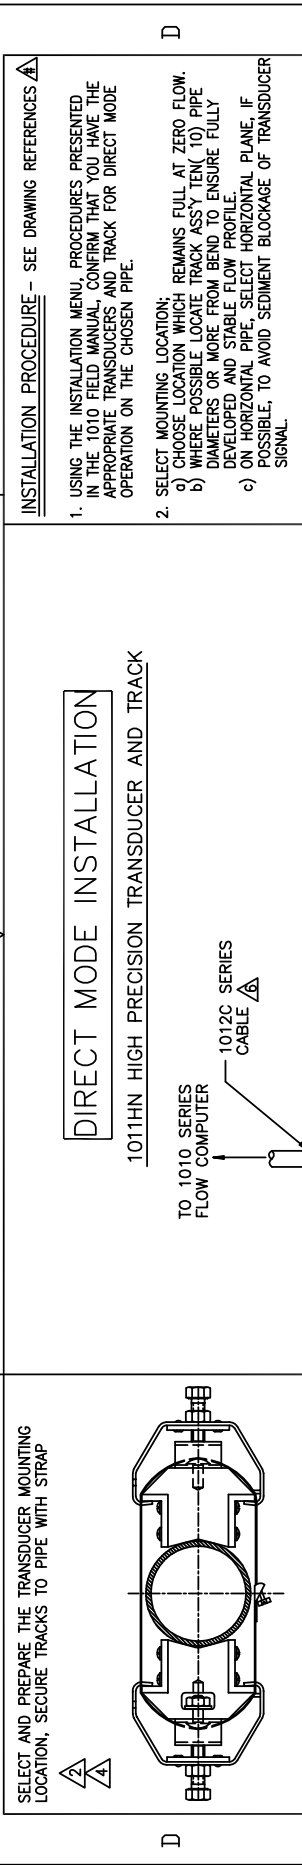 D
SELECT AND PREPARE THE TRANSDUCER MOUNTING
LOCATION, SECURE TRACKS TO PIPE WITH STRAP
2
4
DIRECT MODE INSTALLATION
1011HN HIGH PRECISION TRANSDUCER AND TRACK
TO 1010 SERIES
FLOW COMPUTER
1012C SERIES
CABLE 6
INSTALLATION PROCEDURE – SEE DRAWING REFERENCES #
1. USING THE INSTALLATION MENU, PROCEDURES PRESENTED
IN THE 1010 FIELD MANUAL, CONFIRM THAT YOU HAVE THE
APPROPRIATE TRANSDUCERS AND TRACK FOR DIRECT MODE
OPERATION ON THE CHOSEN PIPE.
2. SELECT MOUNTING LOCATION;
a) CHOOSE LOCATION WHICH REMAINS FULL AT ZERO FLOW.
b) WHERE POSSIBLE LOCATE TRACK ASS'Y TEN( 10) PIPE
DIAMETERS OR MORE FROM BEND TO ENSURE FULLY
DEVELOPED AND STABLE FLOW PROFILE.
c) ON HORIZONTAL PIPE, SELECT HORIZONTAL PLANE, IF
POSSIBLE, TO AVOID SEDIMENT BLOCKAGE OF TRANSDUCER
SIGNAL.
D